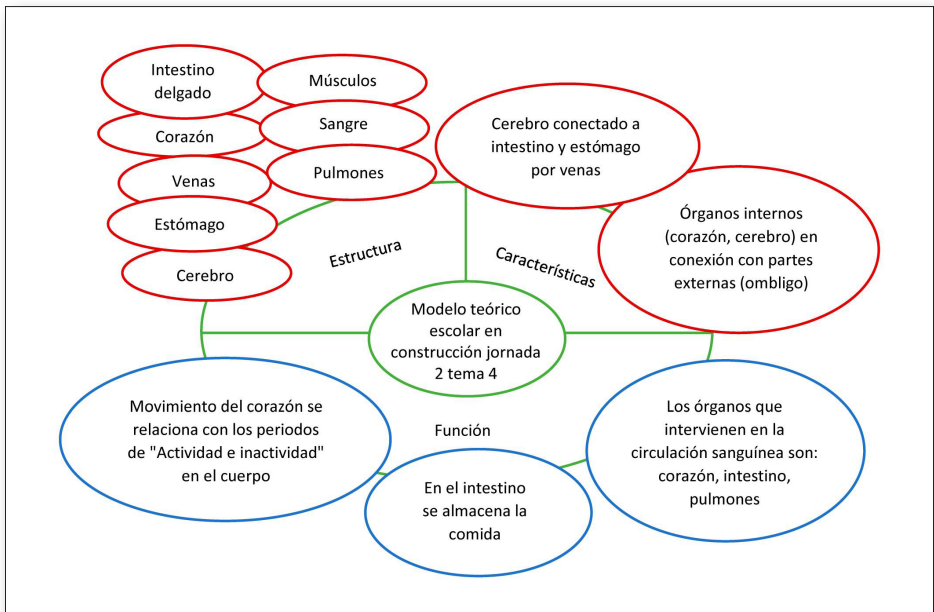 Intestino
delgado
Corazón
Venas
Estómago
Cerebro
Músculos
Sangre
Pulmones
Cerebro conectado a
intestino y estómago
por venas
Órganos internos
(corazón, cerebro) en
conexión con partes
externas (ombligo)
Estructura
Características
Modelo teórico
escolar en
construcción jornada
2 tema 4
Movimiento del corazón se
relaciona con los periodos
de "Actividad e inactividad"
en el cuerpo
Función
En el intestino
se almacena la
comida
Los órganos que
intervienen en la
circulación sanguínea son:
corazón, intestino,
pulmones